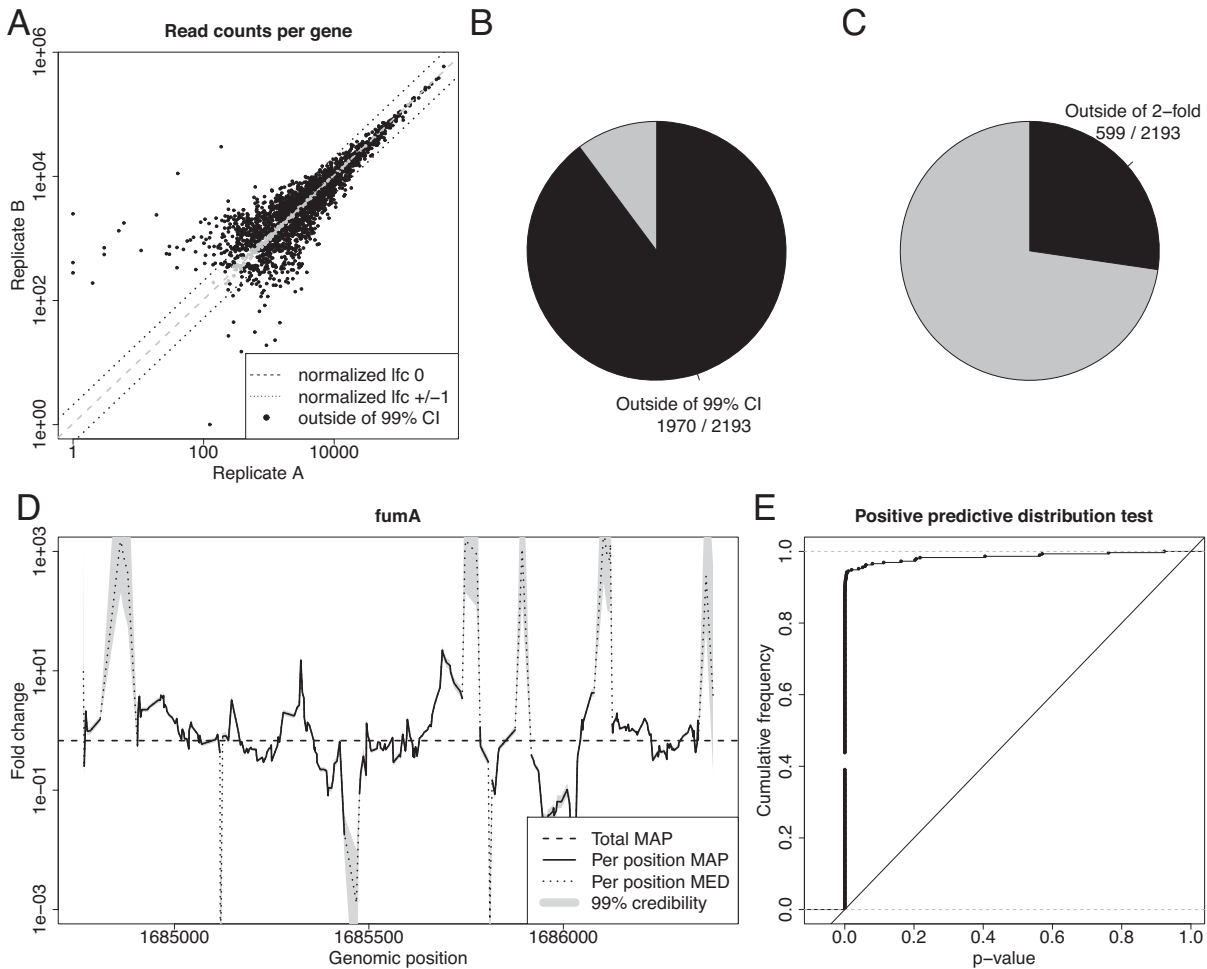 A
Read counts per gene
1e+06
1e+04
1e+02
1e+00
Replicate B
1
100
10000
Replicate A
normalized lfc 0
normalized lfc +/−1
outside of 99% CI
B
Outside of 99% CI
1970 / 2193
C
Outside of 2−fold
599 / 2193
D
fumA
1e+03
1e+01
1e−01
1e−03
Fold change
1685000
1685500
1686000
Genomic position
Total MAP
Per position MAP
Per position MED
99% credibility
E
Positive predictive distribution test
1.0
0.8
0.6
0.4
0.2
0.0
Cumulative frequency
0.0
0.2
0.4
0.6
0.8
1.0
p−value